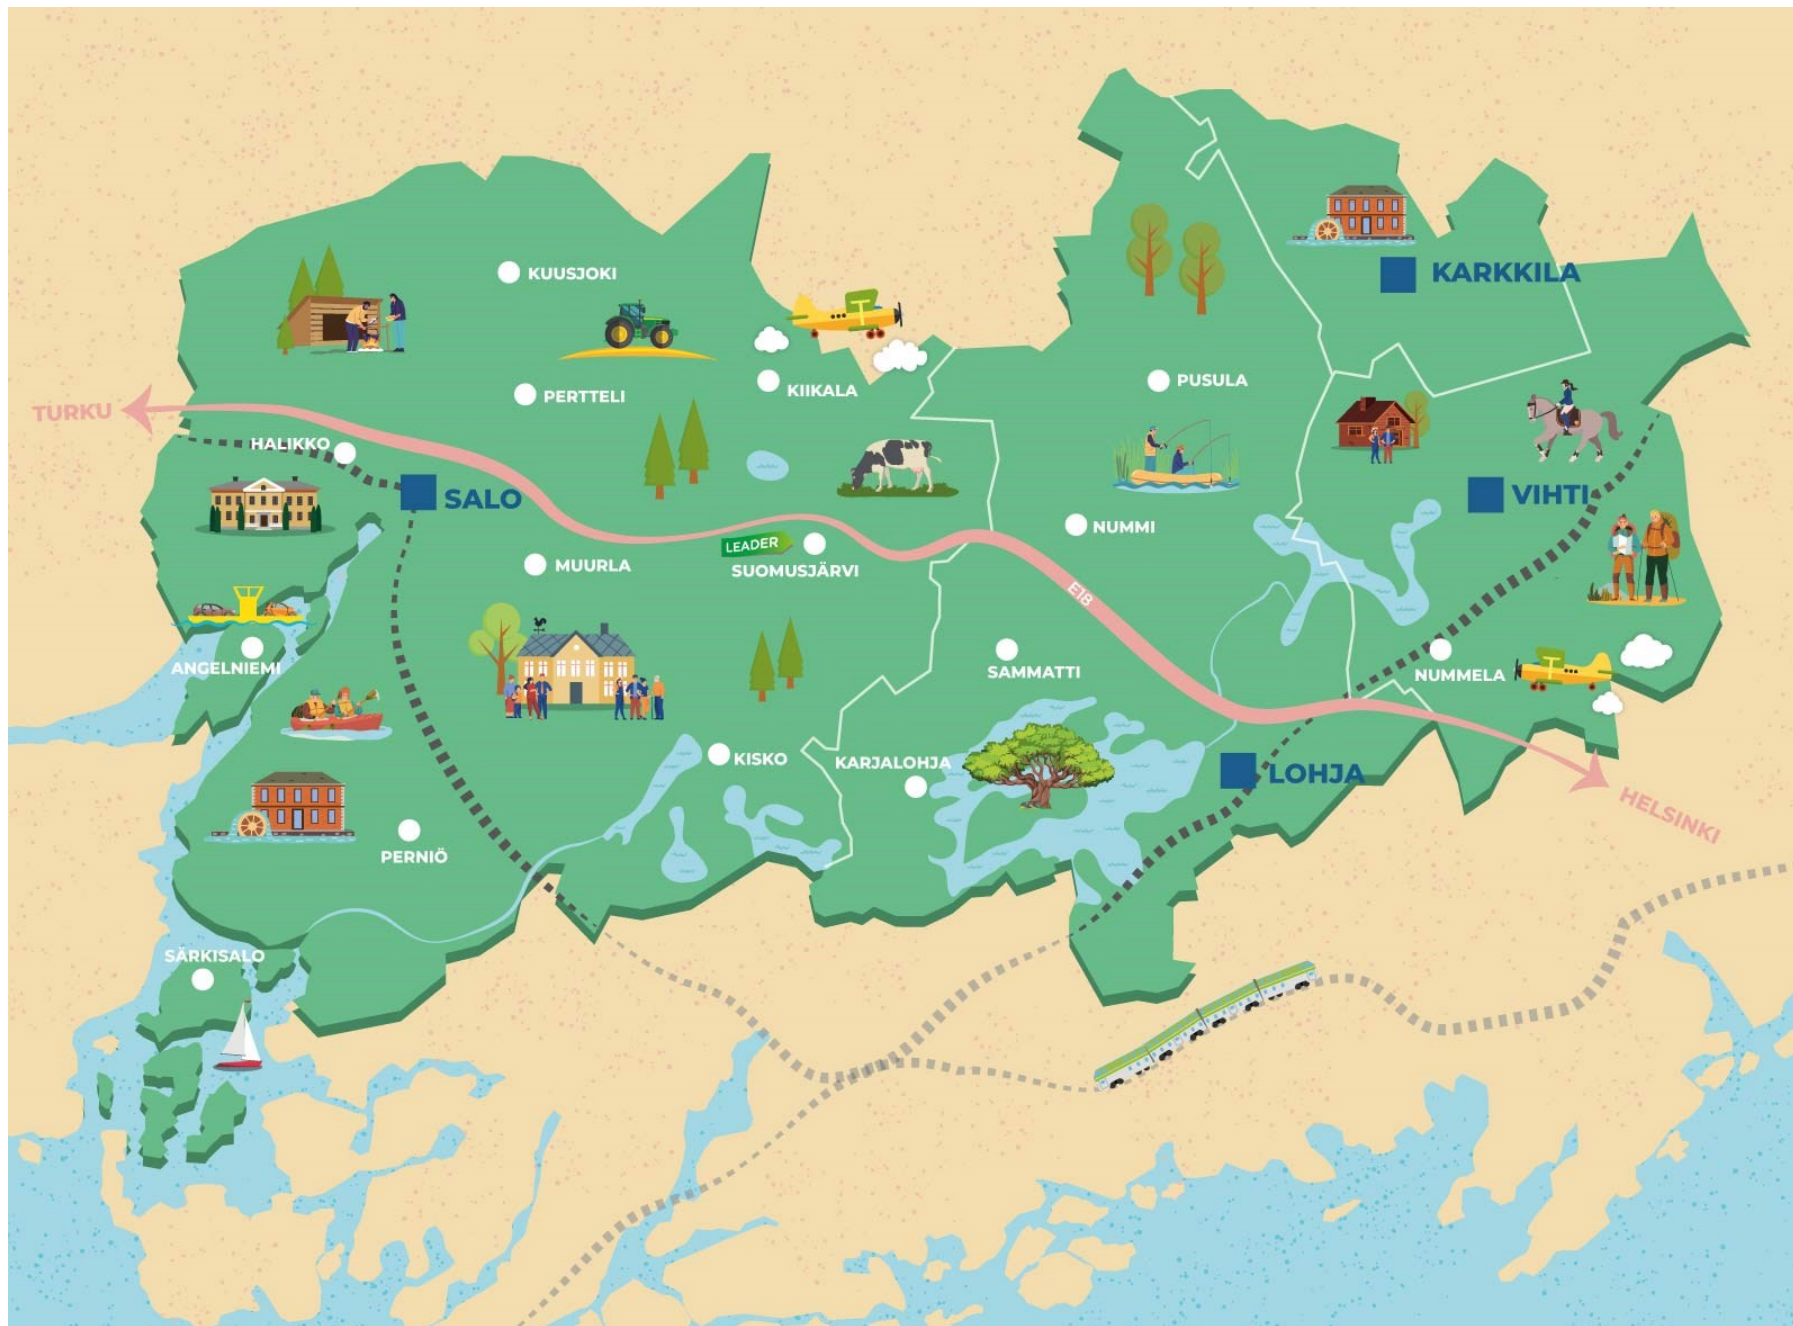 KARKKILA
KUUSJOKI
PERTTELI
KIIKALA
PUSULA
TURKU
HALIKKO
SALO
VIHTI
NUMMI
LEADER
SUOMUSJÄRVI
MUURLA
E18
ANGELNIEMI
SAMMATTI
NUMMELA
KISKO
KARJALOHJA
LOHJA
HELSINKI
PERNIÖ
SÄRKISALO